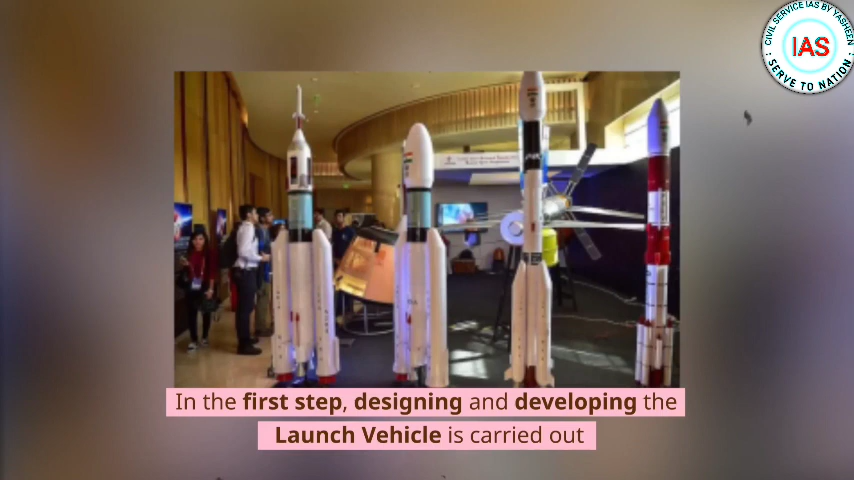 CIVIL SERVICE IAS BY YASHEEN
IAS
: SERVE TO NATION :
In the first step, designing and developing the
Launch Vehicle is carried out